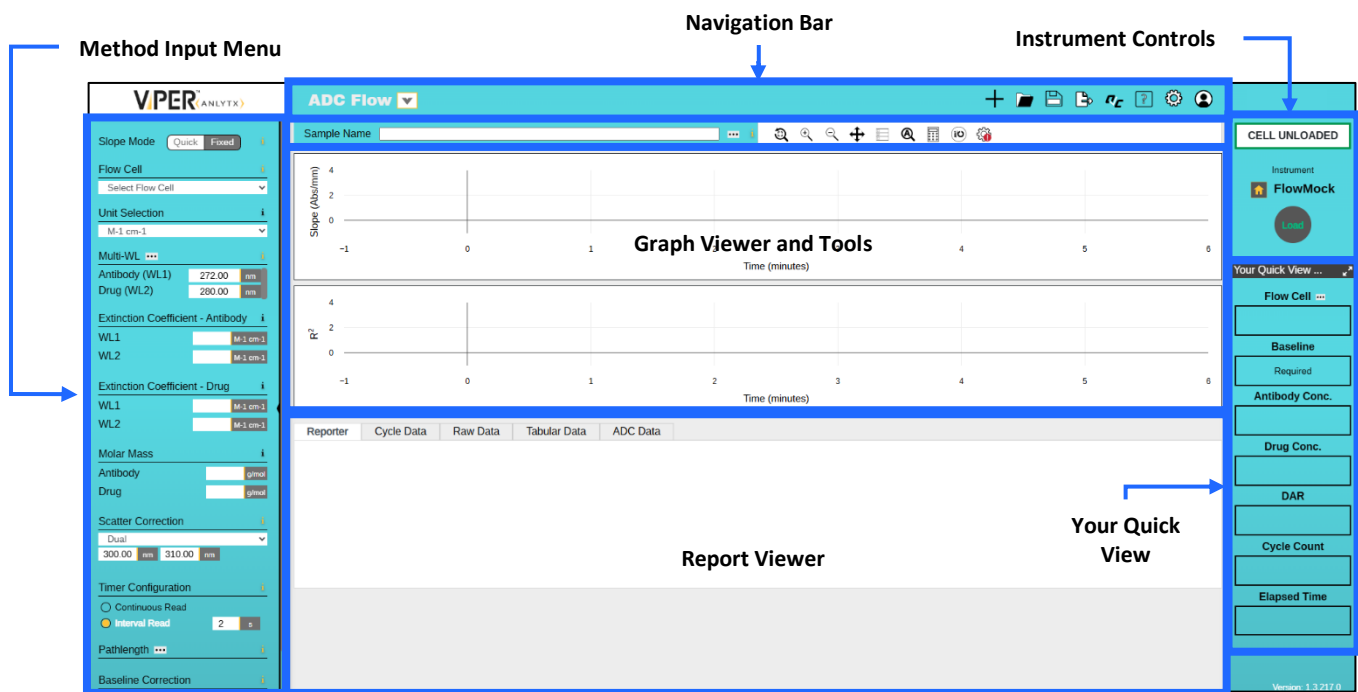 Navigation Bar
Method Input Menu
Instrument Controls
ViPER™ (ANLYTX)
ADC Flow
Sample Name
Slope Mode Quick Fixed i
Flow Cell i
Select Flow Cell
Unit Selection i
M-1 cm-1
Multi-WL ••• i
Antibody (WL1) 272.00 nm
Drug (WL2) 280.00 nm
Extinction Coefficient - Antibody i
WL1 M-1 cm-1
WL2 M-1 cm-1
Extinction Coefficient - Drug i
WL1 M-1 cm-1
WL2 M-1 cm-1
Molar Mass i
Antibody g/mol
Drug g/mol
Scatter Correction i
Dual
300.00 nm 310.00 nm
Timer Configuration i
Continuous Read
Interval Read 2 s
Pathlength ••• i
Baseline Correction i
Slope (Abs/mm)
4
2
0
−1 0 1 2 3 4 5 6
Time (minutes)
Graph Viewer and Tools
R²
4
2
0
−1 0 1 2 3 4 5 6
Time (minutes)
Reporter Cycle Data Raw Data Tabular Data ADC Data
Report Viewer
Your Quick
View
CELL UNLOADED
Instrument
FlowMock
Load
Your Quick View ...
Flow Cell •••
Baseline
Required
Antibody Conc.
Drug Conc.
DAR
Cycle Count
Elapsed Time
Version: 1.3.217.0